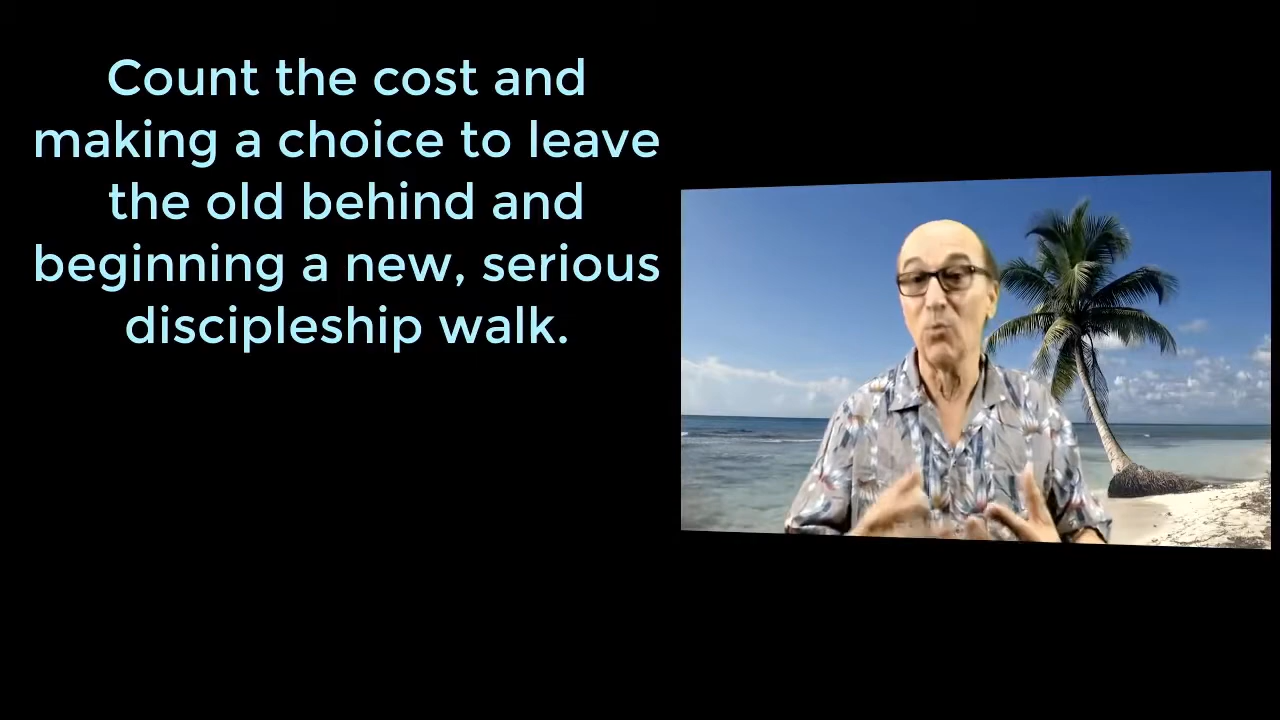 Count the cost and
making a choice to leave
the old behind and
beginning a new, serious
discipleship walk.